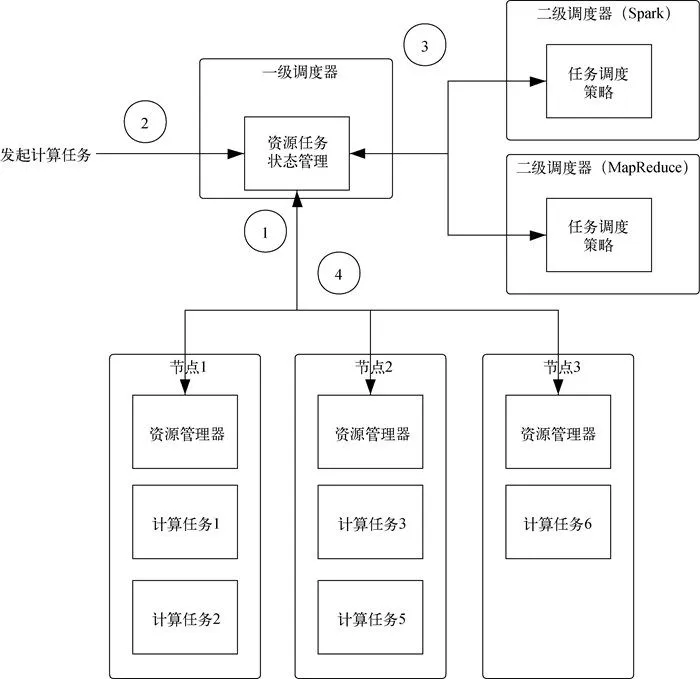 二级调度器（Spark）
③
一级调度器
任务调度
策略
②
资源任务
状态管理
发起计算任务
二级调度器（MapReduce）
①
任务调度
策略
④
节点1
节点2
节点3
资源管理器
资源管理器
资源管理器
计算任务1
计算任务3
计算任务6
计算任务2
计算任务5